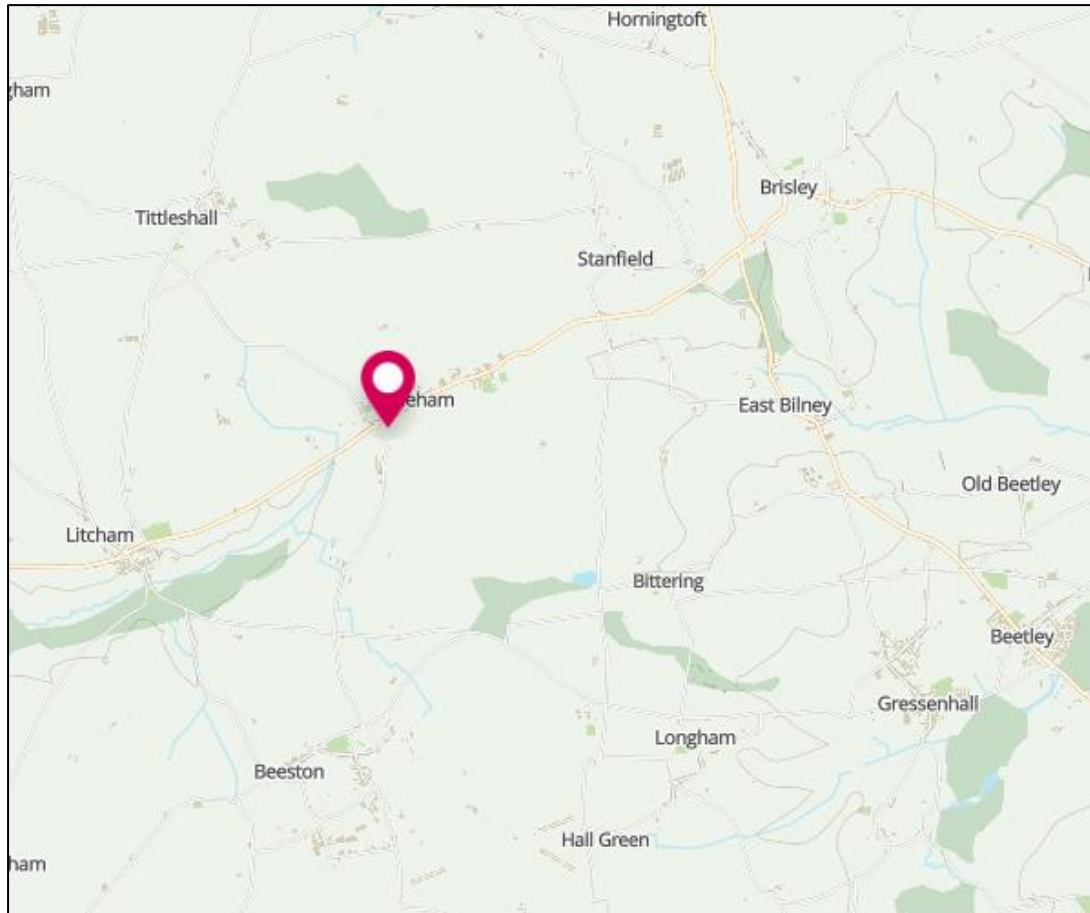 Horningtoft
Brisley
Tittleshall
Stanfield
East Bilney
Old Beetley
Litcham
Bittering
Beetley
Gressenhall
Longham
Beeston
Hall Green